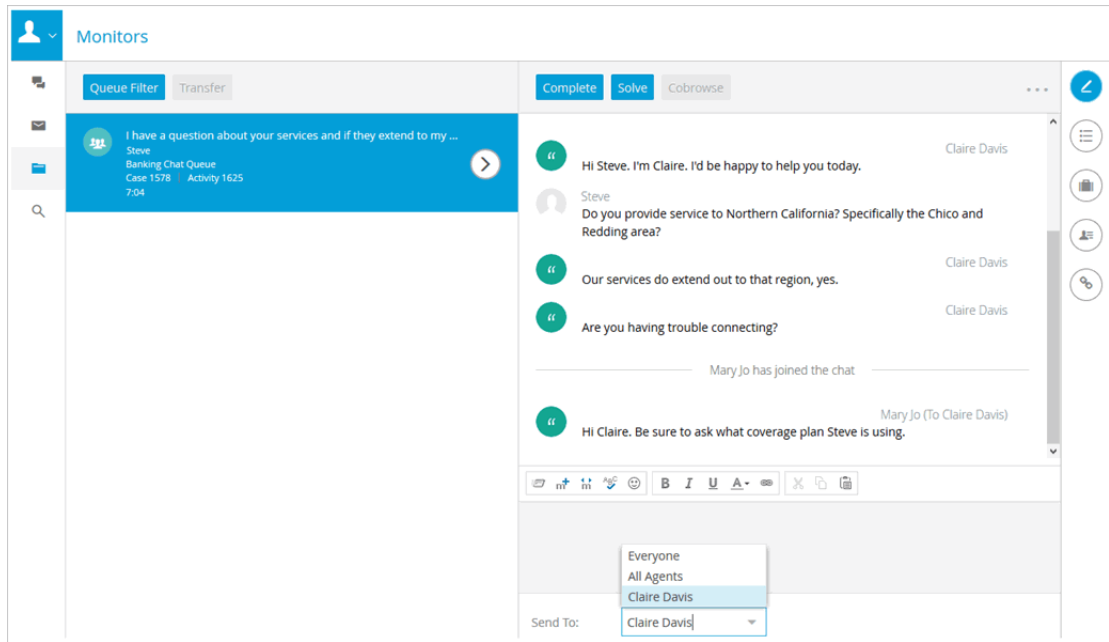 Monitors
Queue Filter
Transfer
I have a question about your services and if they extend to my ...
Steve
Banking Chat Queue
Case 1578 Activity 1625
7:04
Complete
Solve
Cobrowse
Claire Davis
Hi Steve. I'm Claire. I'd be happy to help you today.
Steve
Do you provide service to Northern California? Specifically the Chico and
Redding area?
Claire Davis
Our services do extend out to that region, yes.
Claire Davis
Are you having trouble connecting?
Mary Jo has joined the chat
Mary Jo (To Claire Davis)
Hi Claire. Be sure to ask what coverage plan Steve is using.
m m ABC B I U A
Everyone
All Agents
Claire Davis
Send To: Claire Davis